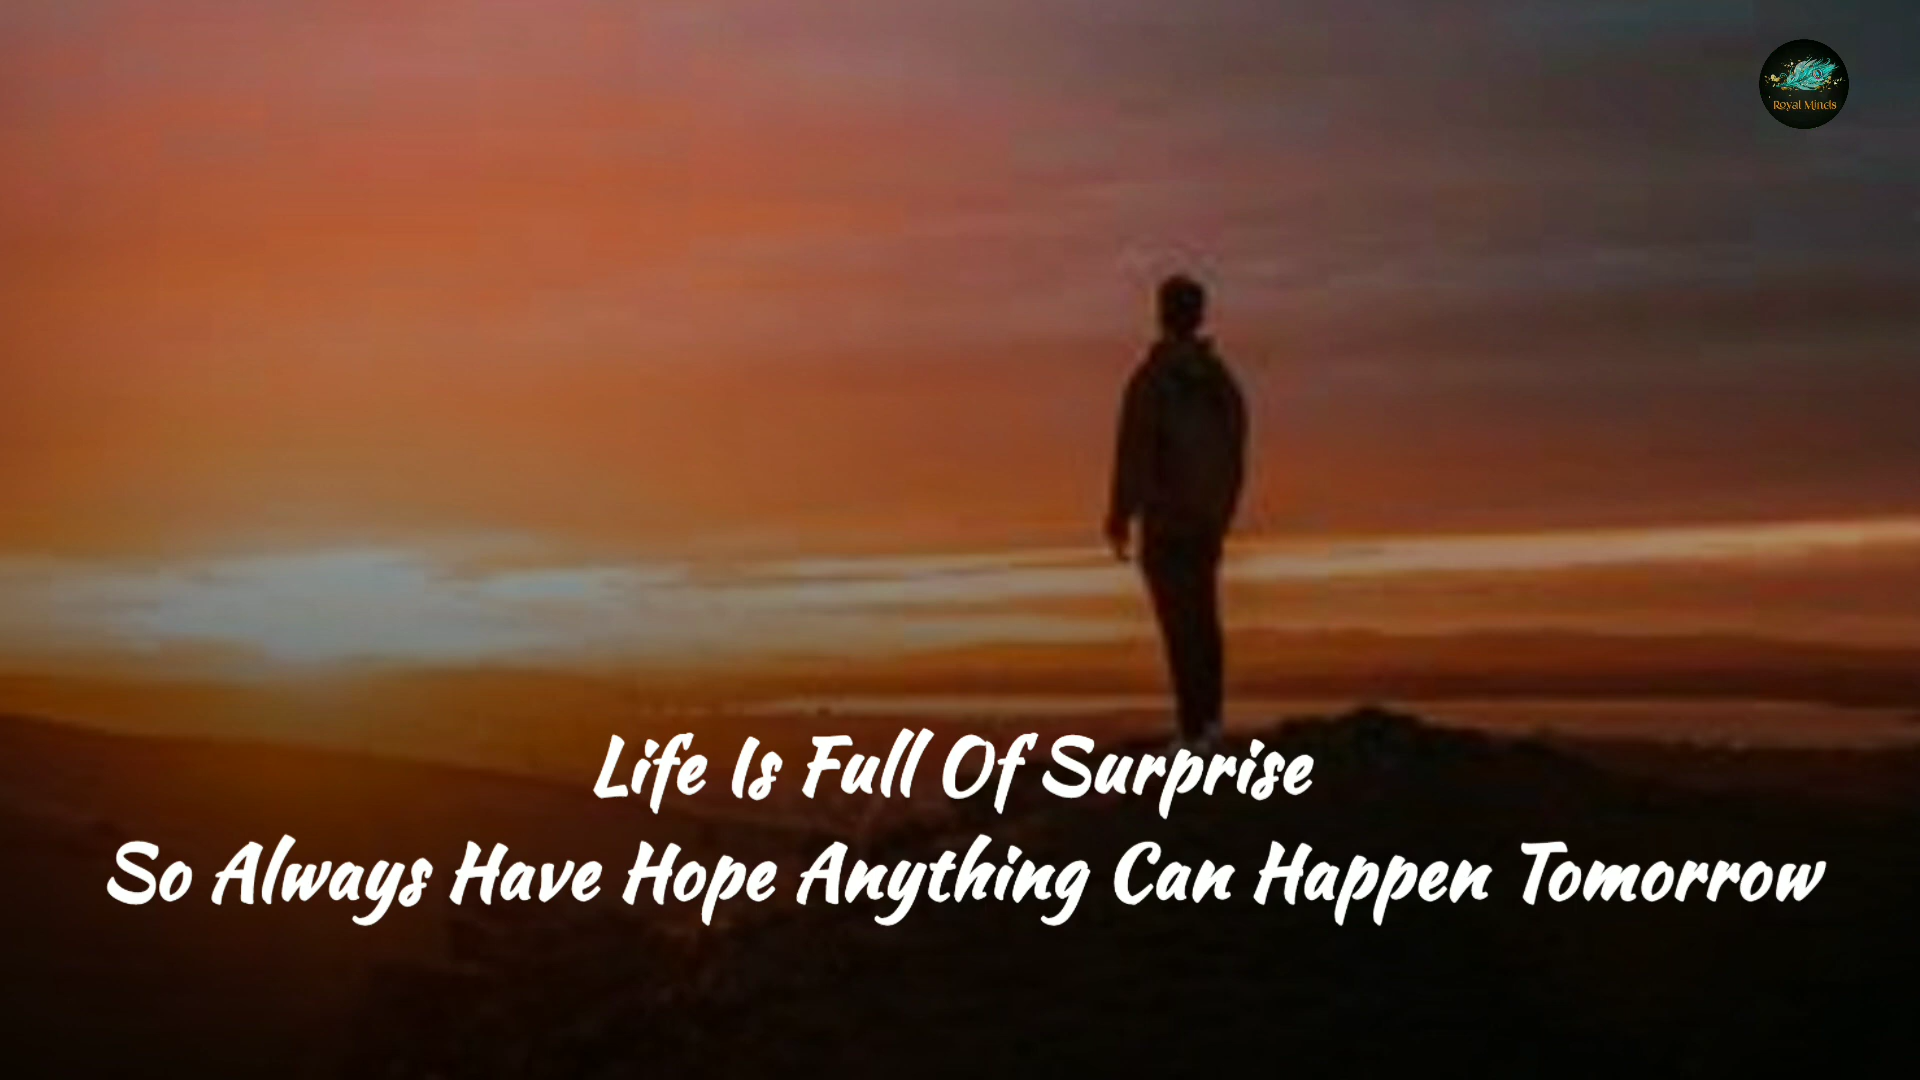 Royal Minds
Life Is Full Of Surprise
So Always Have Hope Anything Can Happen Tomorrow